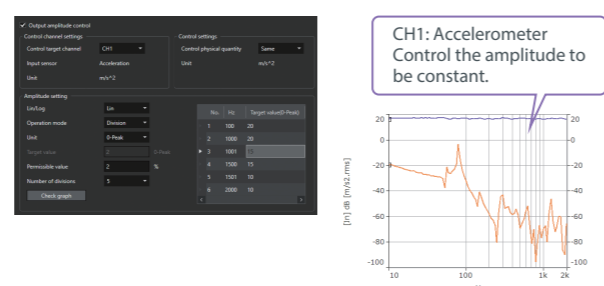 ✓ Output amplitude control
Control channel settings
Control target channel CH1
Input sensor Acceleration
Unit m/s^2
Control settings
Control physical quantity Same
Unit m/s^2
Amplitude setting
Lin/Log Lin
Operation mode Division
Unit 0-Peak
Target value 2 0-Peak
Permissible value 2 %
Number of divisions 5
Check graph
No. Hz Target value(0-Peak)
1 100 20
2 1000 20
3 1001 15
4 1500 15
5 1501 10
6 2000 10
CH1: Accelerometer
Control the amplitude to
be constant.
[In] dB [m/s2.rms]
20 20
0 0
-20 -20
-40 -40
-60 -60
-80 -80
-100 -100
10 100 1k 2k